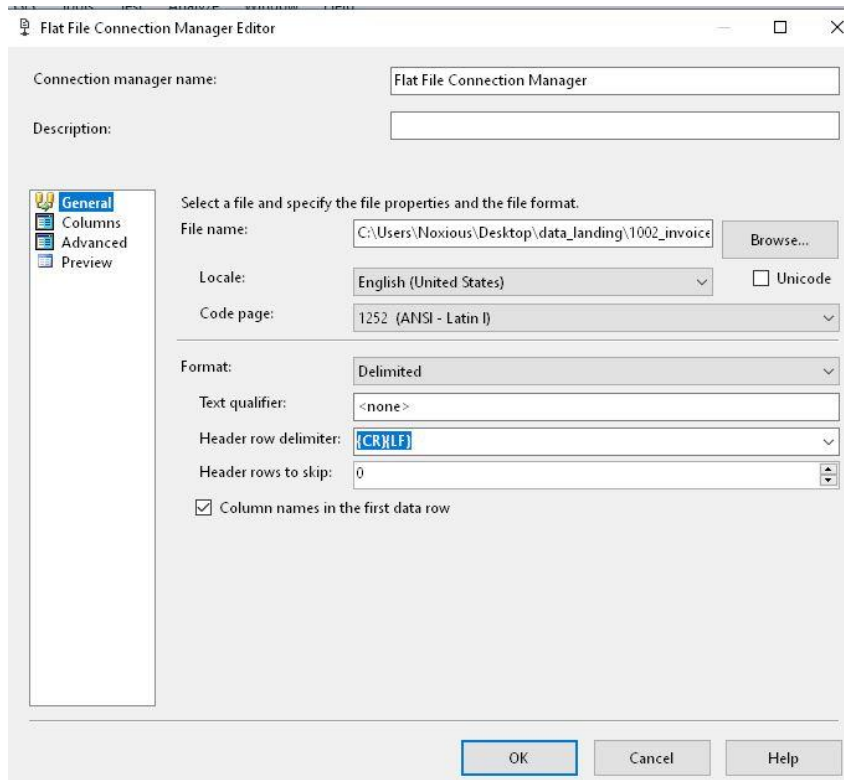 Flat File Connection Manager Editor
Connection manager name:
Flat File Connection Manager
Description:
General
Columns
Advanced
Preview
Select a file and specify the file properties and the file format.
File name:
C:\Users\Noxious\Desktop\data_landing\1002_invoice
Browse...
Locale:
English (United States)
Unicode
Code page:
1252 (ANSI - Latin I)
Format:
Delimited
Text qualifier:
<none>
Header row delimiter:
{CR}{LF}
Header rows to skip:
0
Column names in the first data row
OK
Cancel
Help